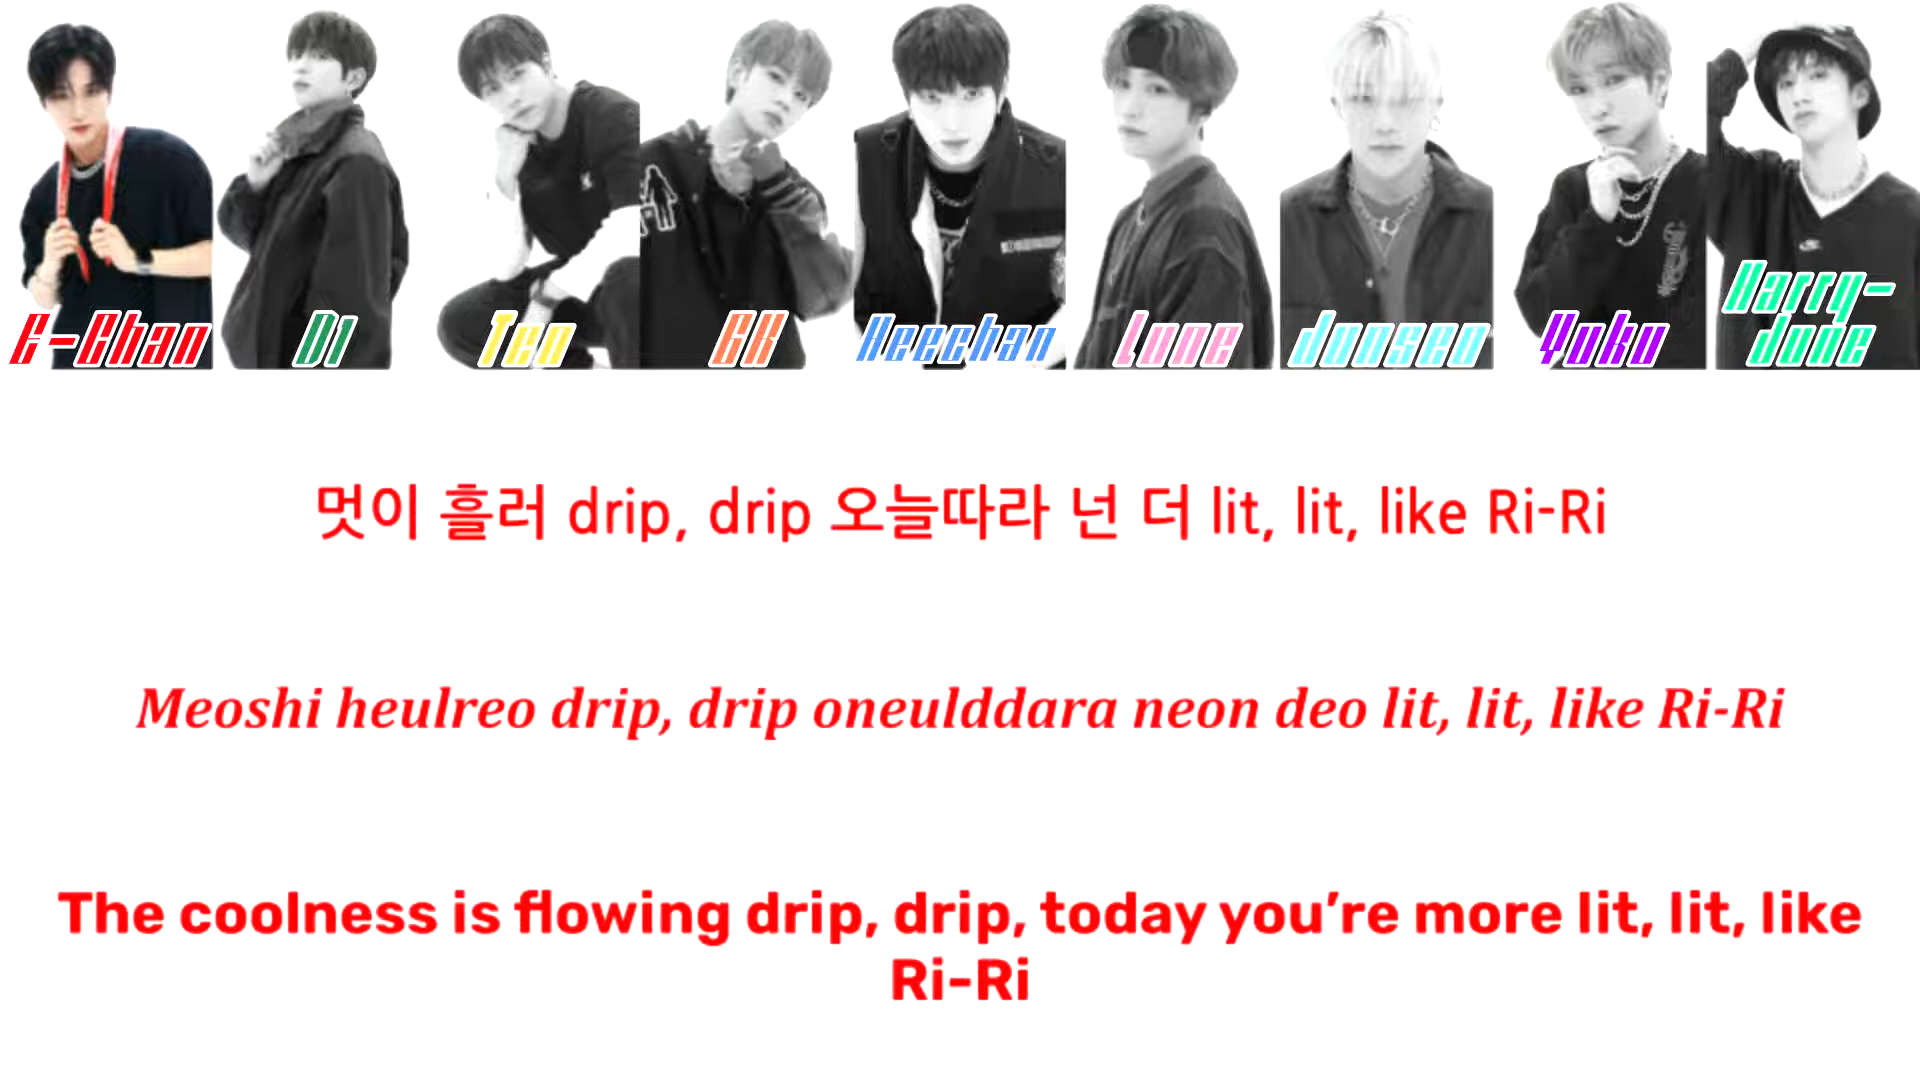 E-Chan D1 Ten GK Heechan Lune Junseo Yuku Harry-
June
멋이 흘러 drip, drip 오늘따라 넌 더 lit, lit, like Ri-Ri
Meoshi heulreo drip, drip oneulddara neon deo lit, lit, like Ri-Ri
The coolness is flowing drip, drip, today you’re more lit, lit, like
Ri-Ri